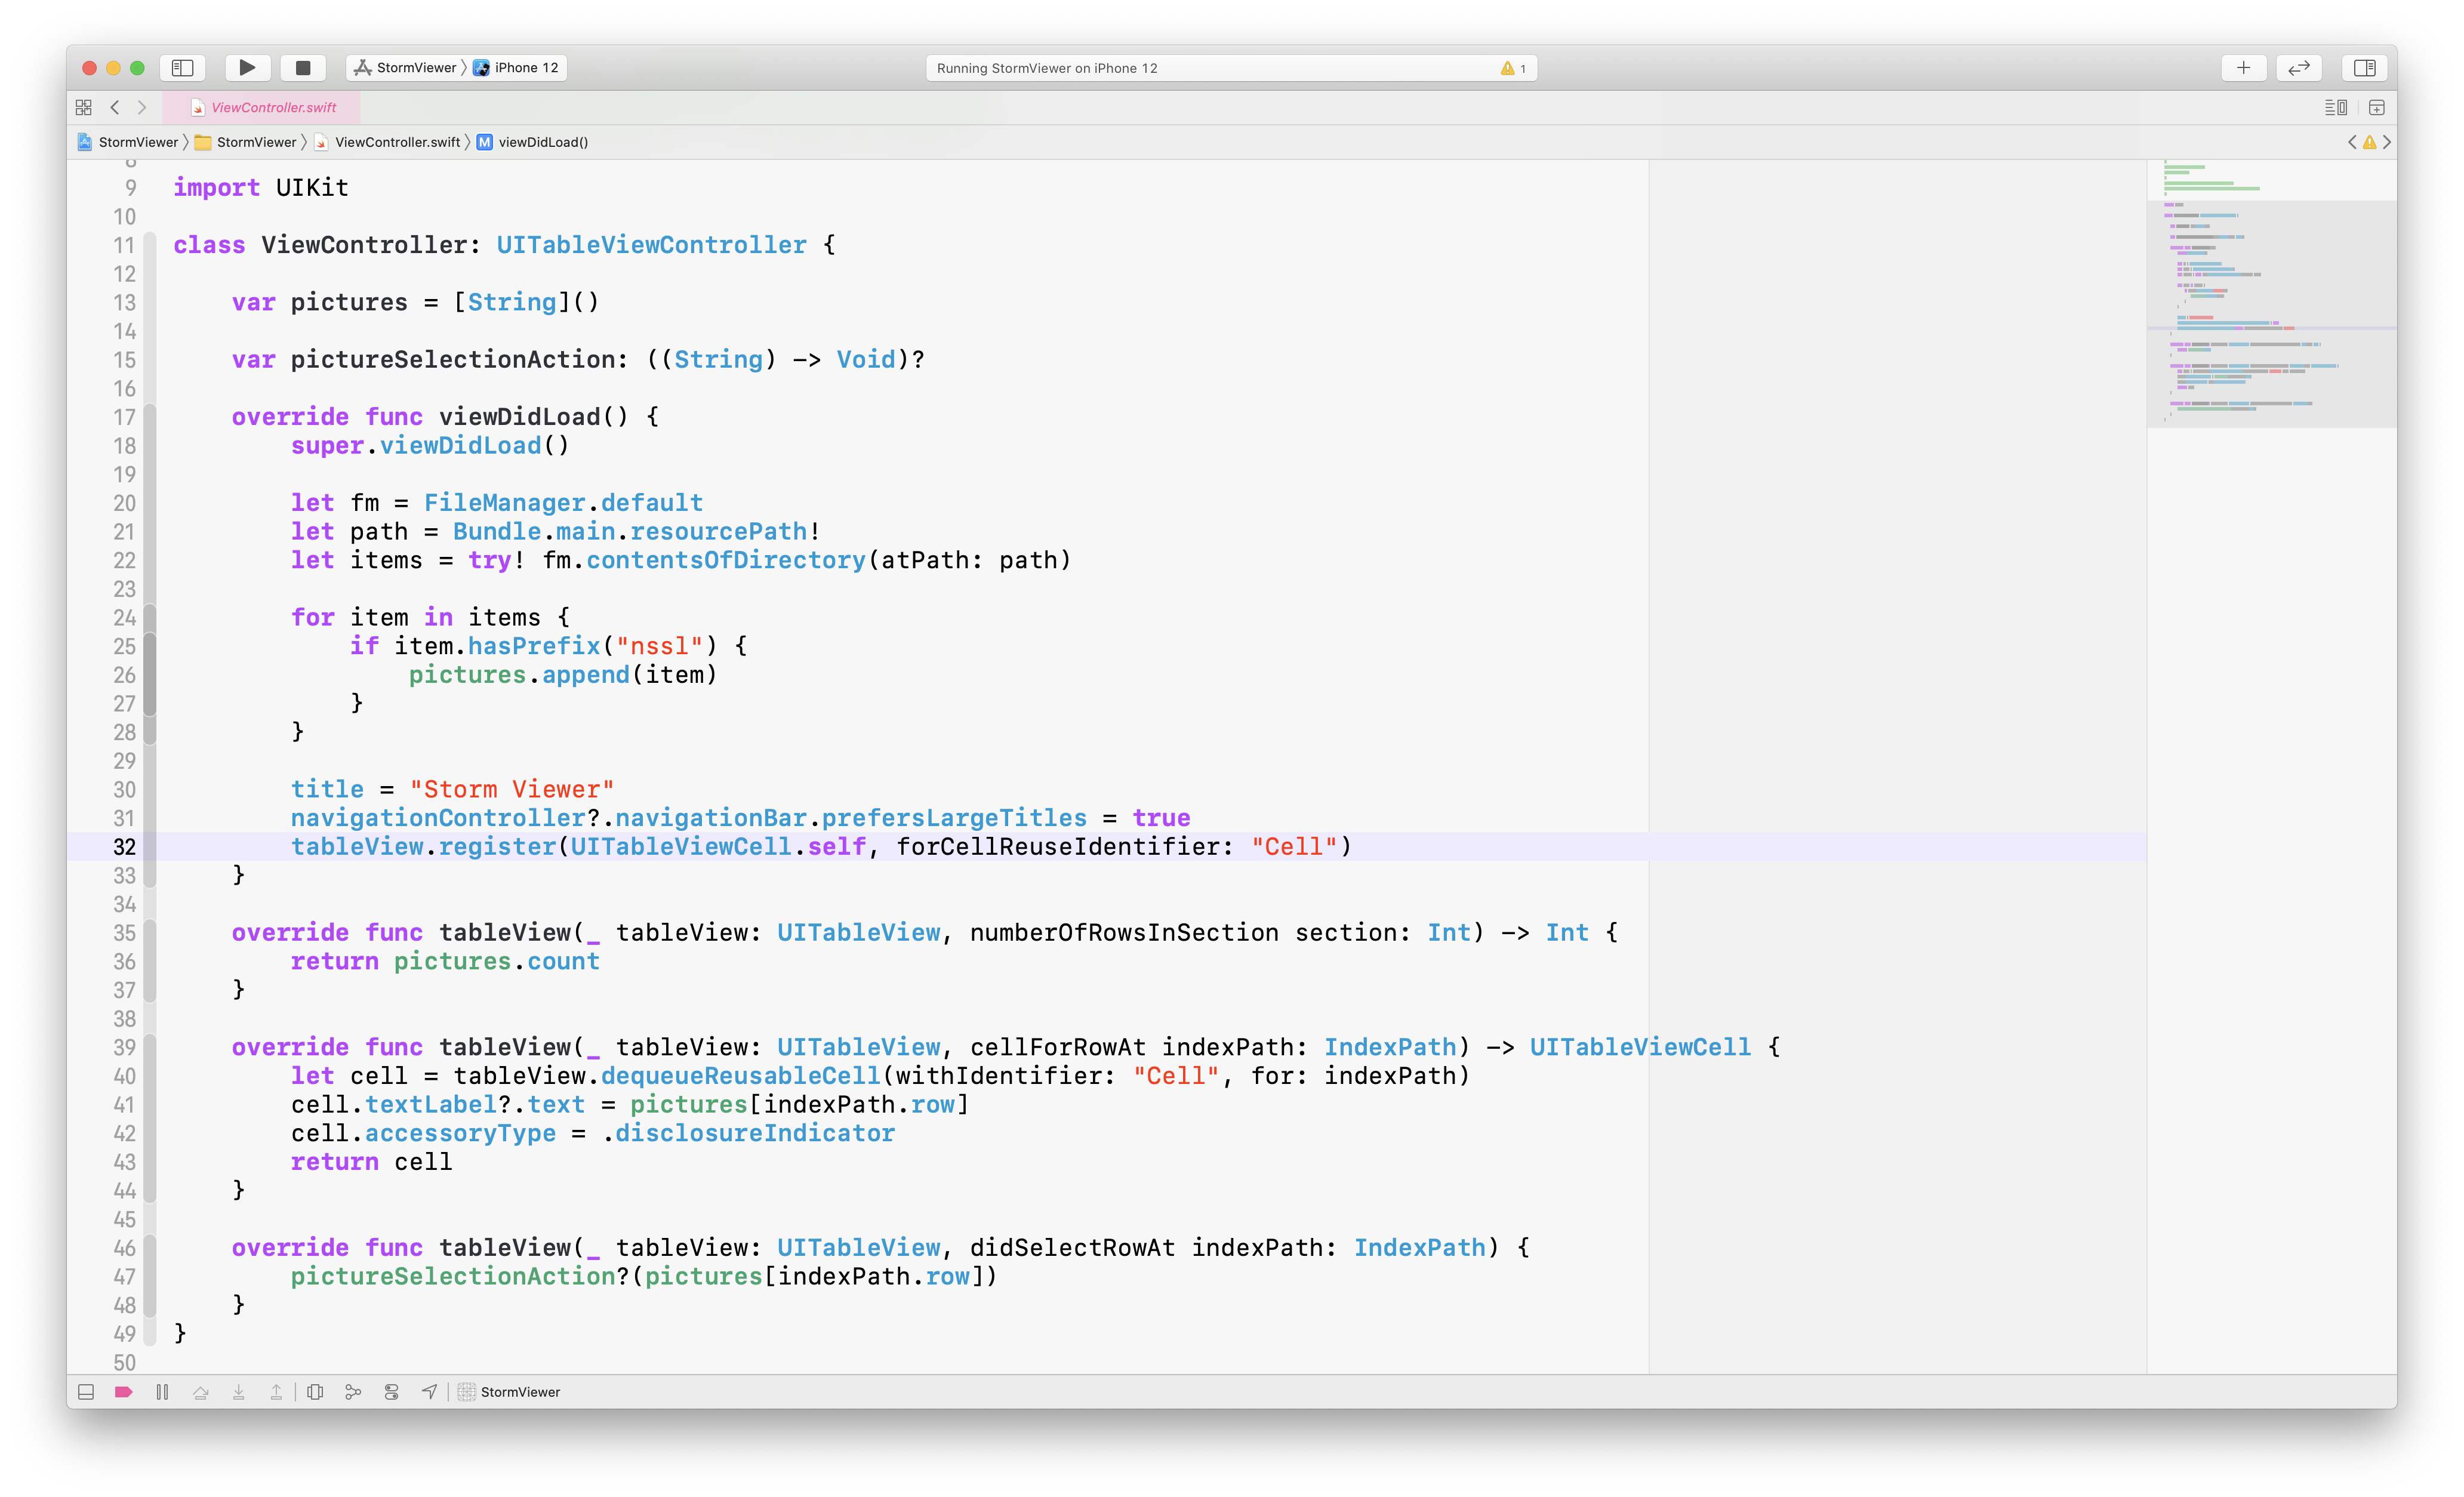 StormViewer 〉 iPhone 12
Running StormViewer on iPhone 12
1
ViewController.swift
StormViewer 〉 StormViewer 〉 ViewController.swift 〉 M viewDidLoad()
8
9 import UIKit
10
11 class ViewController: UITableViewController {
12
13 var pictures = [String]()
14
15 var pictureSelectionAction: ((String) -> Void)?
16
17 override func viewDidLoad() {
18 super.viewDidLoad()
19
20 let fm = FileManager.default
21 let path = Bundle.main.resourcePath!
22 let items = try! fm.contentsOfDirectory(atPath: path)
23
24 for item in items {
25 if item.hasPrefix("nssl") {
26 pictures.append(item)
27 }
28 }
29
30 title = "Storm Viewer"
31 navigationController?.navigationBar.prefersLargeTitles = true
32 tableView.register(UITableViewCell.self, forCellReuseIdentifier: "Cell")
33 }
34
35 override func tableView(_ tableView: UITableView, numberOfRowsInSection section: Int) -> Int {
36 return pictures.count
37 }
38
39 override func tableView(_ tableView: UITableView, cellForRowAt indexPath: IndexPath) -> UITableViewCell {
40 let cell = tableView.dequeueReusableCell(withIdentifier: "Cell", for: indexPath)
41 cell.textLabel?.text = pictures[indexPath.row]
42 cell.accessoryType = .disclosureIndicator
43 return cell
44 }
45
46 override func tableView(_ tableView: UITableView, didSelectRowAt indexPath: IndexPath) {
47 pictureSelectionAction?(pictures[indexPath.row])
48 }
49 }
50
StormViewer